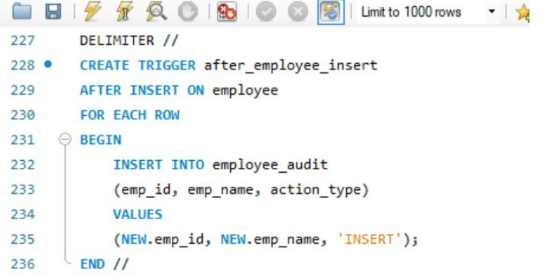 Limit to 1000 rows
227 DELIMITER //
228 CREATE TRIGGER after_employee_insert
229 AFTER INSERT ON employee
230 FOR EACH ROW
231 BEGIN
232 INSERT INTO employee_audit
233 (emp_id, emp_name, action_type)
234 VALUES
235 (NEW.emp_id, NEW.emp_name, 'INSERT');
236 END //